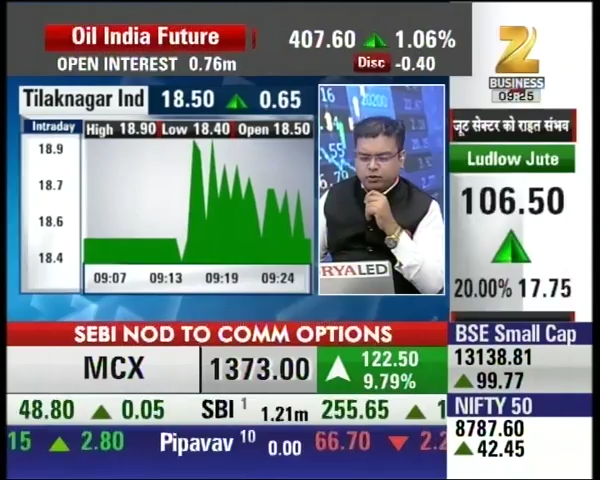 Oil India Future 407.60 1.06%
OPEN INTEREST 0.76m Disc -0.40
Z
BUSINESS
09:25
Tilaknagar Ind 18.50 0.65
Intraday High 18.90 Low 18.40 Open 18.50
18.9
18.7
18.6
18.4
09:07 09:13 09:19 09:24
RYALED
जूट सेक्टर को राहत संभव
Ludlow Jute
106.50
20.00% 17.75
SEBI NOD TO COMM OPTIONS
MCX 1373.00 122.50
9.79%
BSE Small Cap
13138.81
99.77
48.80 0.05 SBI 1 1.21m 255.65 1
NIFTY 50
8787.60
42.45
15 2.80 Pipavav 10 0.00 66.70 2.2